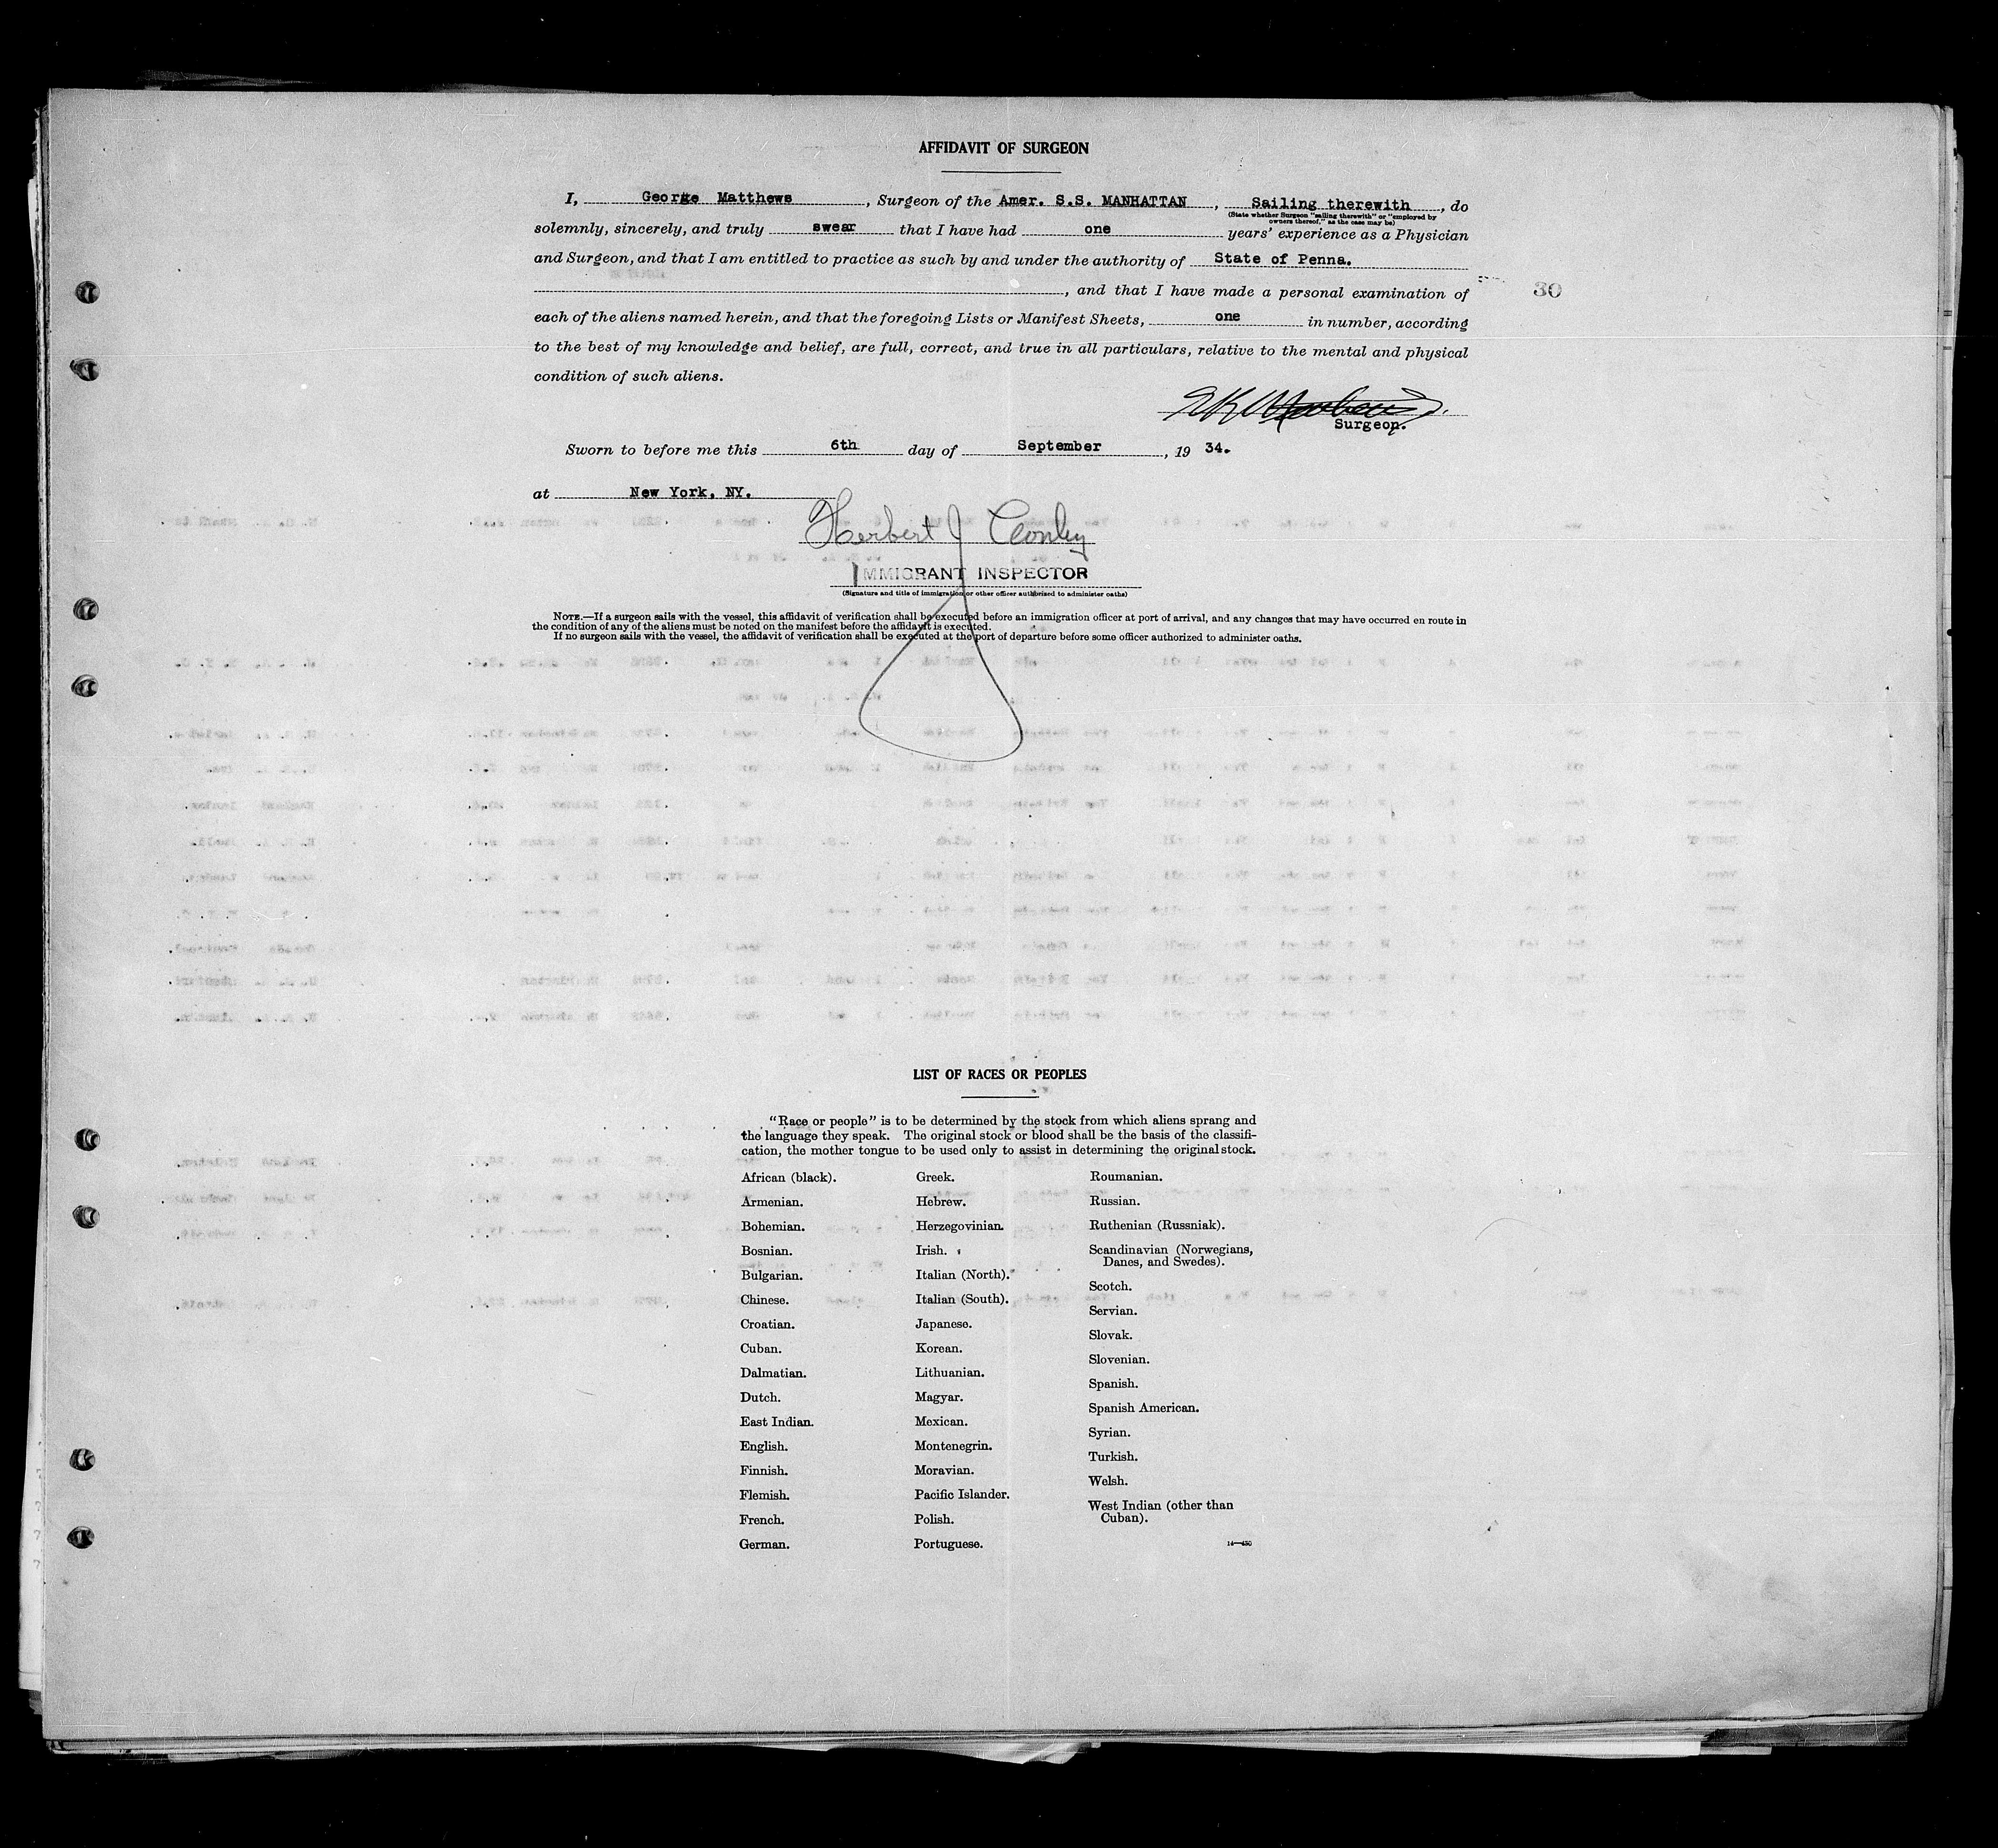 AFFIDAVIT OF SURGEON
I, George Matthews, Surgeon of the Amer. S.S. MANHATTAN, Sailing therewith, do
(State whether Surgeon "sailing therewith" or "employed by
owners thereof," as the case may be)
solemnly, sincerely, and truly swear that I have had one years' experience as a Physician
and Surgeon, and that I am entitled to practice as such by and under the authority of State of Penna.
, and that I have made a personal examination of
30
each of the aliens named herein, and that the foregoing Lists or Manifest Sheets, one in number, according
to the best of my knowledge and belief, are full, correct, and true in all particulars, relative to the mental and physical
condition of such aliens.
Surgeon.
Sworn to before me this 6th day of September, 19 34.
at New York, NY.
Herbert J Conley
IMMIGRANT INSPECTOR
(Signature and title of immigration or other officer authorized to administer oaths)
NOTE.—If a surgeon sails with the vessel, this affidavit of verification shall be executed before an immigration officer at port of arrival, and any changes that may have occurred en route in
the condition of any of the aliens must be noted on the manifest before the affidavit is executed.
If no surgeon sails with the vessel, the affidavit of verification shall be executed at the port of departure before some officer authorized to administer oaths.
LIST OF RACES OR PEOPLES
"Race or people" is to be determined by the stock from which aliens sprang and
the language they speak. The original stock or blood shall be the basis of the classifi-
cation, the mother tongue to be used only to assist in determining the original stock.
African (black).
Armenian.
Bohemian.
Bosnian.
Bulgarian.
Chinese.
Croatian.
Cuban.
Dalmatian.
Dutch.
East Indian.
English.
Finnish.
Flemish.
French.
German.
Greek.
Hebrew.
Herzegovinian.
Irish.
Italian (North).
Italian (South).
Japanese.
Korean.
Lithuanian.
Magyar.
Mexican.
Montenegrin.
Moravian.
Pacific Islander.
Polish.
Portuguese.
Roumanian.
Russian.
Ruthenian (Russniak).
Scandinavian (Norwegians,
Danes, and Swedes).
Scotch.
Servian.
Slovak.
Slovenian.
Spanish.
Spanish American.
Syrian.
Turkish.
Welsh.
West Indian (other than
Cuban).
14—430